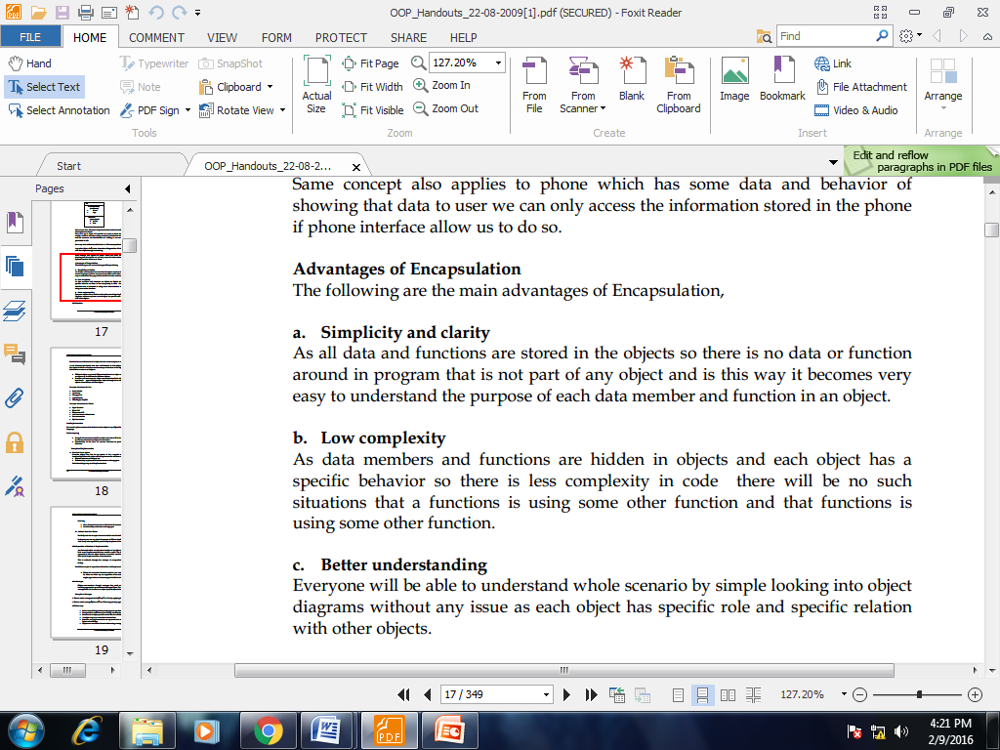 OOP_Handouts_22-08-2009[1].pdf (SECURED) - Foxit Reader
FILE HOME COMMENT VIEW FORM PROTECT SHARE HELP Find
Hand Typewriter SnapShot
Select Text Note Clipboard
Select Annotation PDF Sign Rotate View
Tools
Actual Size
Fit Page 127.20%
Fit Width Zoom In
Fit Visible Zoom Out
Zoom
From File
From Scanner
Blank
From Clipboard
Create
Image
Bookmark
Link
File Attachment
Video & Audio
Insert
Arrange
Arrange
Start OOP_Handouts_22-08-2... Edit and reflow
paragraphs in PDF files
Pages
17
18
19
Same concept also applies to phone which has some data and behavior of
showing that data to user we can only access the information stored in the phone
if phone interface allow us to do so.
Advantages of Encapsulation
The following are the main advantages of Encapsulation,
a. Simplicity and clarity
As all data and functions are stored in the objects so there is no data or function
around in program that is not part of any object and is this way it becomes very
easy to understand the purpose of each data member and function in an object.
b. Low complexity
As data members and functions are hidden in objects and each object has a
specific behavior so there is less complexity in code there will be no such
situations that a functions is using some other function and that functions is
using some other function.
c. Better understanding
Everyone will be able to understand whole scenario by simple looking into object
diagrams without any issue as each object has specific role and specific relation
with other objects.
17 / 349 127.20%
4:21 PM
2/9/2016